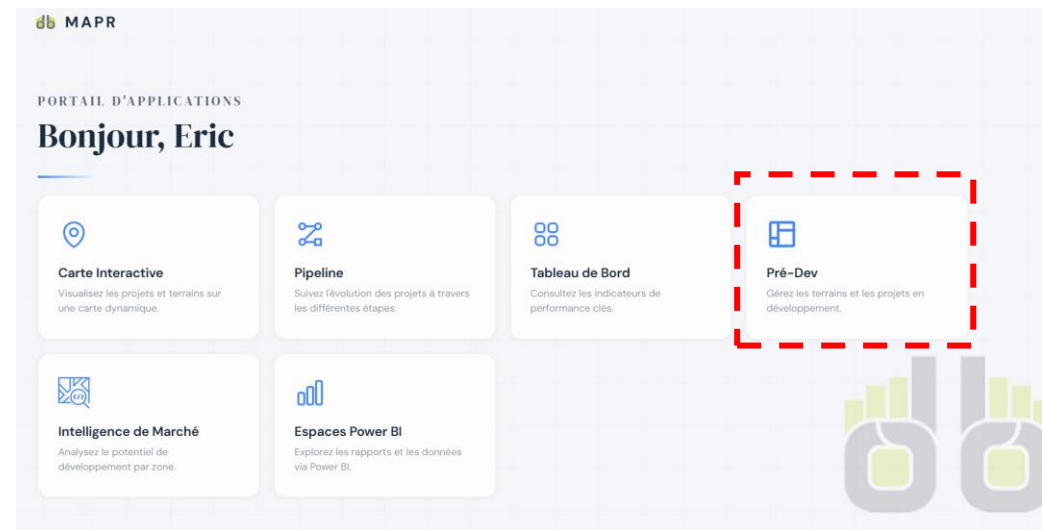 db MAPR
PORTAIL D'APPLICATIONS
Bonjour, Eric
Carte Interactive
Visualisez les projets et terrains sur
une carte dynamique.
Pipeline
Suivez l'évolution des projets à travers
les différentes étapes.
Tableau de Bord
Consultez les indicateurs de
performance clés.
Pré-Dev
Gérez les terrains et les projets en
développement.
Intelligence de Marché
Analysez le potentiel de
développement par zone.
Espaces Power BI
Explorez les rapports et les données
via Power BI.